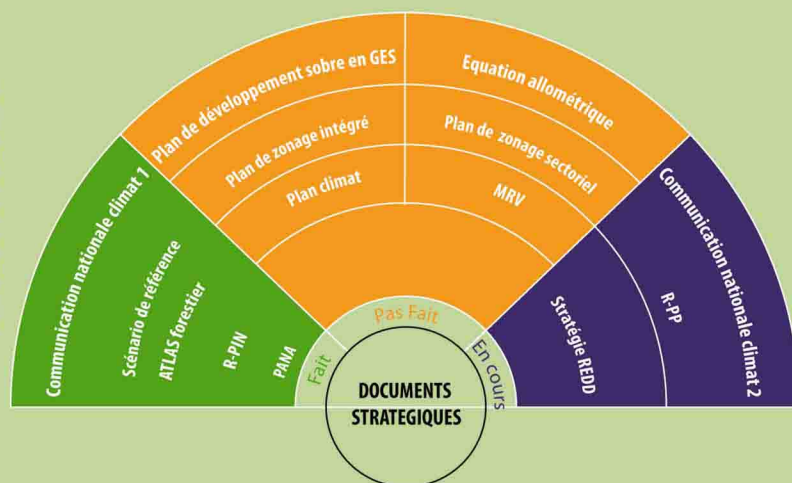 Plan de développement sobre en GES
Equation allométrique
Plan de zonage intégré
Plan de zonage sectoriel
Plan climat
MRV
Communication nationale climat 1
Scénario de référence
ATLAS forestier
R-PIN
PANA
Stratégie REDD
R-PP
Communication nationale climat 2
Fait
Pas Fait
En cours
DOCUMENTS
STRATEGIQUES